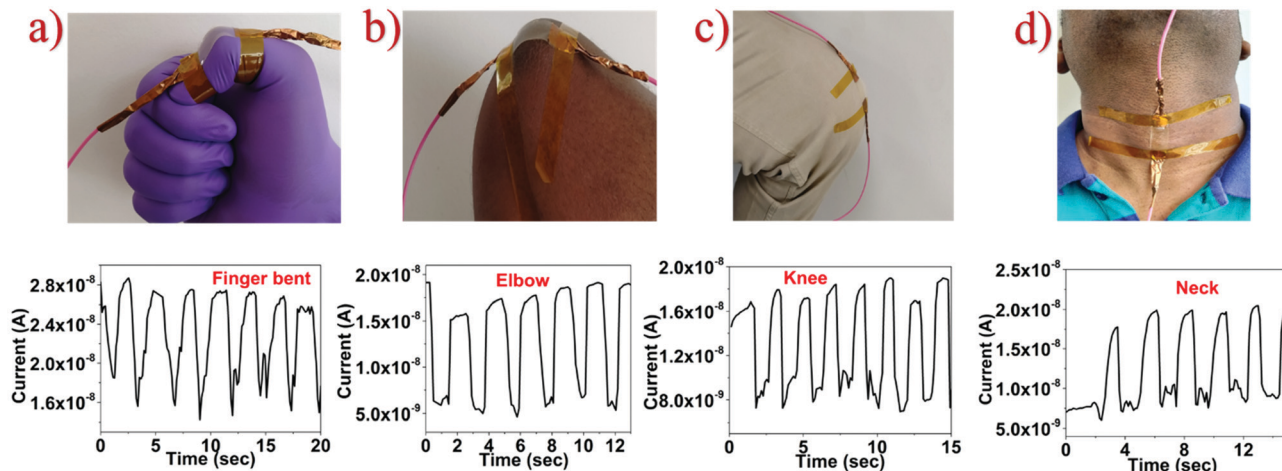 a)
b)
c)
d)
Finger bent
Current (A)
2.8x10⁻⁸
2.4x10⁻⁸
2.0x10⁻⁸
1.6x10⁻⁸
0 5 10 15 20
Time (sec)
Elbow
Current (A)
2.0x10⁻⁸
1.5x10⁻⁸
1.0x10⁻⁸
5.0x10⁻⁹
0 2 4 6 8 10 12
Time (sec)
Knee
Current (A)
2.0x10⁻⁸
1.6x10⁻⁸
1.2x10⁻⁸
8.0x10⁻⁹
0 5 10 15
Time (sec)
Neck
Current (A)
2.5x10⁻⁸
2.0x10⁻⁸
1.5x10⁻⁸
1.0x10⁻⁸
5.0x10⁻⁹
0 4 8 12
Time (sec)